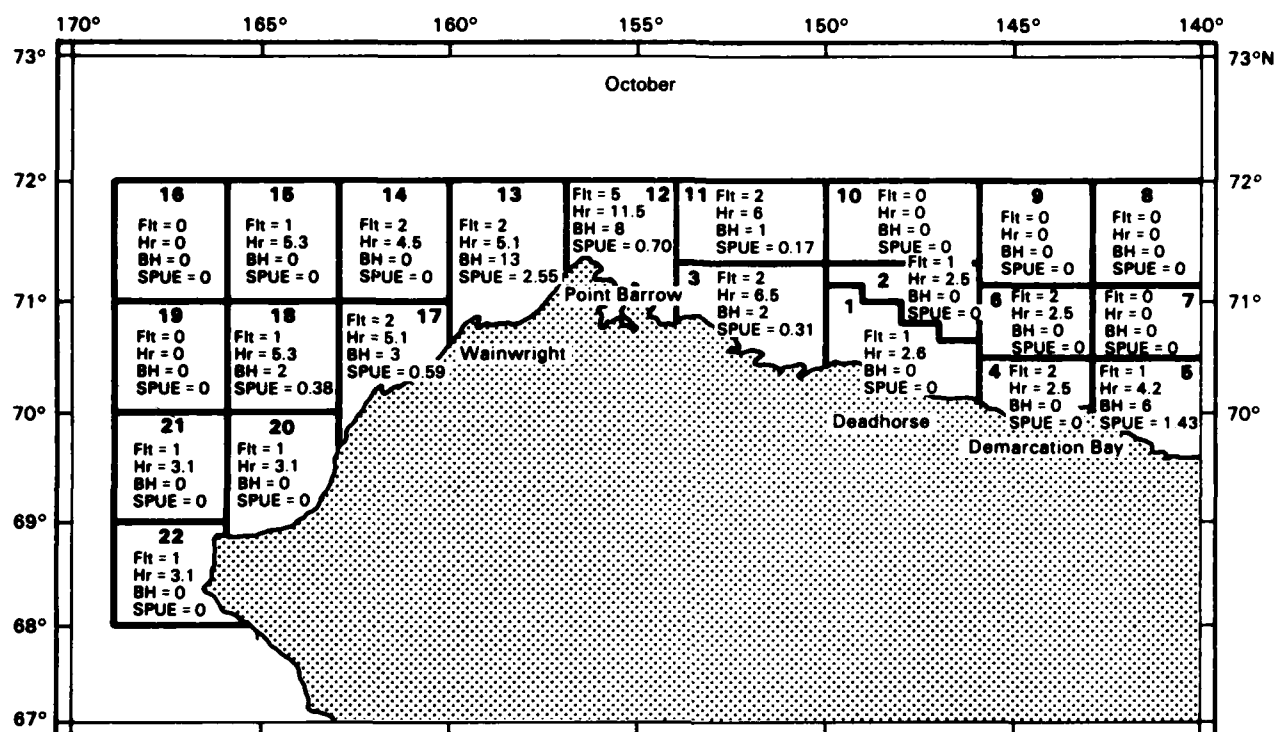 170° 165° 160° 155° 150° 145° 140°
73° 73°N
October
72° 72°
16
Flt = 0
Hr = 0
BH = 0
SPUE = 0
15
Flt = 1
Hr = 5.3
BH = 0
SPUE = 0
14
Flt = 2
Hr = 4.5
BH = 0
SPUE = 0
13
Flt = 2
Hr = 5.1
BH = 13
SPUE = 2.55
12
Flt = 5
Hr = 11.5
BH = 8
SPUE = 0.70
11
Flt = 2
Hr = 6
BH = 1
SPUE = 0.17
10
Flt = 0
Hr = 0
BH = 0
SPUE = 0
9
Flt = 0
Hr = 0
BH = 0
SPUE = 0
8
Flt = 0
Hr = 0
BH = 0
SPUE = 0
71° 71°
19
Flt = 0
Hr = 0
BH = 0
SPUE = 0
18
Flt = 1
Hr = 5.3
BH = 2
SPUE = 0.38
17
Flt = 2
Hr = 5.1
BH = 3
SPUE = 0.59
Point Barrow
Wainwright
3
Flt = 2
Hr = 6.5
BH = 2
SPUE = 0.31
2
Flt = 1
Hr = 2.5
BH = 0
SPUE = 0
1
Flt = 1
Hr = 2.6
BH = 0
SPUE = 0
6
Flt = 2
Hr = 2.5
BH = 0
SPUE = 0
7
Flt = 0
Hr = 0
BH = 0
SPUE = 0
4
Flt = 2
Hr = 2.5
BH = 0
SPUE = 0
5
Flt = 1
Hr = 4.2
BH = 6
SPUE = 1.43
70° 70°
Deadhorse
Demarcation Bay
21
Flt = 1
Hr = 3.1
BH = 0
SPUE = 0
20
Flt = 1
Hr = 3.1
BH = 0
SPUE = 0
69°
22
Flt = 1
Hr = 3.1
BH = 0
SPUE = 0
68°
67°